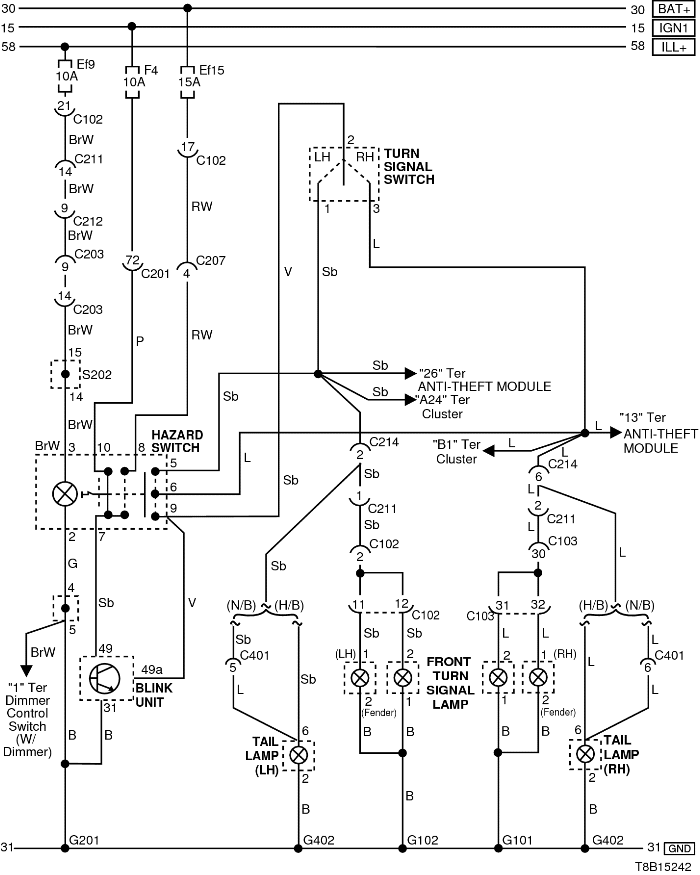 30 30 BAT+
15 15 IGN1
58 58 ILL+
Ef9
10A
F4
10A
Ef15
15A
21
C102
BrW
C211
14
BrW
9
C212
BrW
C203
9
14
C203
BrW
15
S202
14
BrW
72
C201
P
17
C102
RW
C207
4
RW
2
LH RH
TURN
SIGNAL
SWITCH
1 3
V
Sb
L
Sb
"26" Ter
ANTI-THEFT MODULE
Sb
"A24" Ter
Cluster
L
"13" Ter
ANTI-THEFT
MODULE
L
"B1" Ter
Cluster
L
HAZARD
SWITCH
BrW 3 10 8
5
6
9
2 7
Sb
L
Sb
G
4
5
BrW
"1" Ter
Dimmer
Control
Switch
(W/
Dimmer)
Sb
V
49
49a
BLINK
UNIT
31
B
B
C214
2
Sb
1
C211
Sb
C102
2
Sb
C214
6
L
L
2
C211
L
C103
30
L
(N/B) (H/B)
11 12
C102
C103
31 32
(H/B) (N/B)
Sb
C401
5
L
Sb
Sb Sb
(LH) 1 2
2 1
(Fender)
FRONT
TURN
SIGNAL
LAMP
L L
2 1 (RH)
1 2
(Fender)
L
L
C401
6
L
B B
B B
6
TAIL
LAMP
(LH)
2
B
B
B
6
TAIL
LAMP
(RH)
2
B
31 G201 G402 G102 G101 G402 31 GND
T8B15242